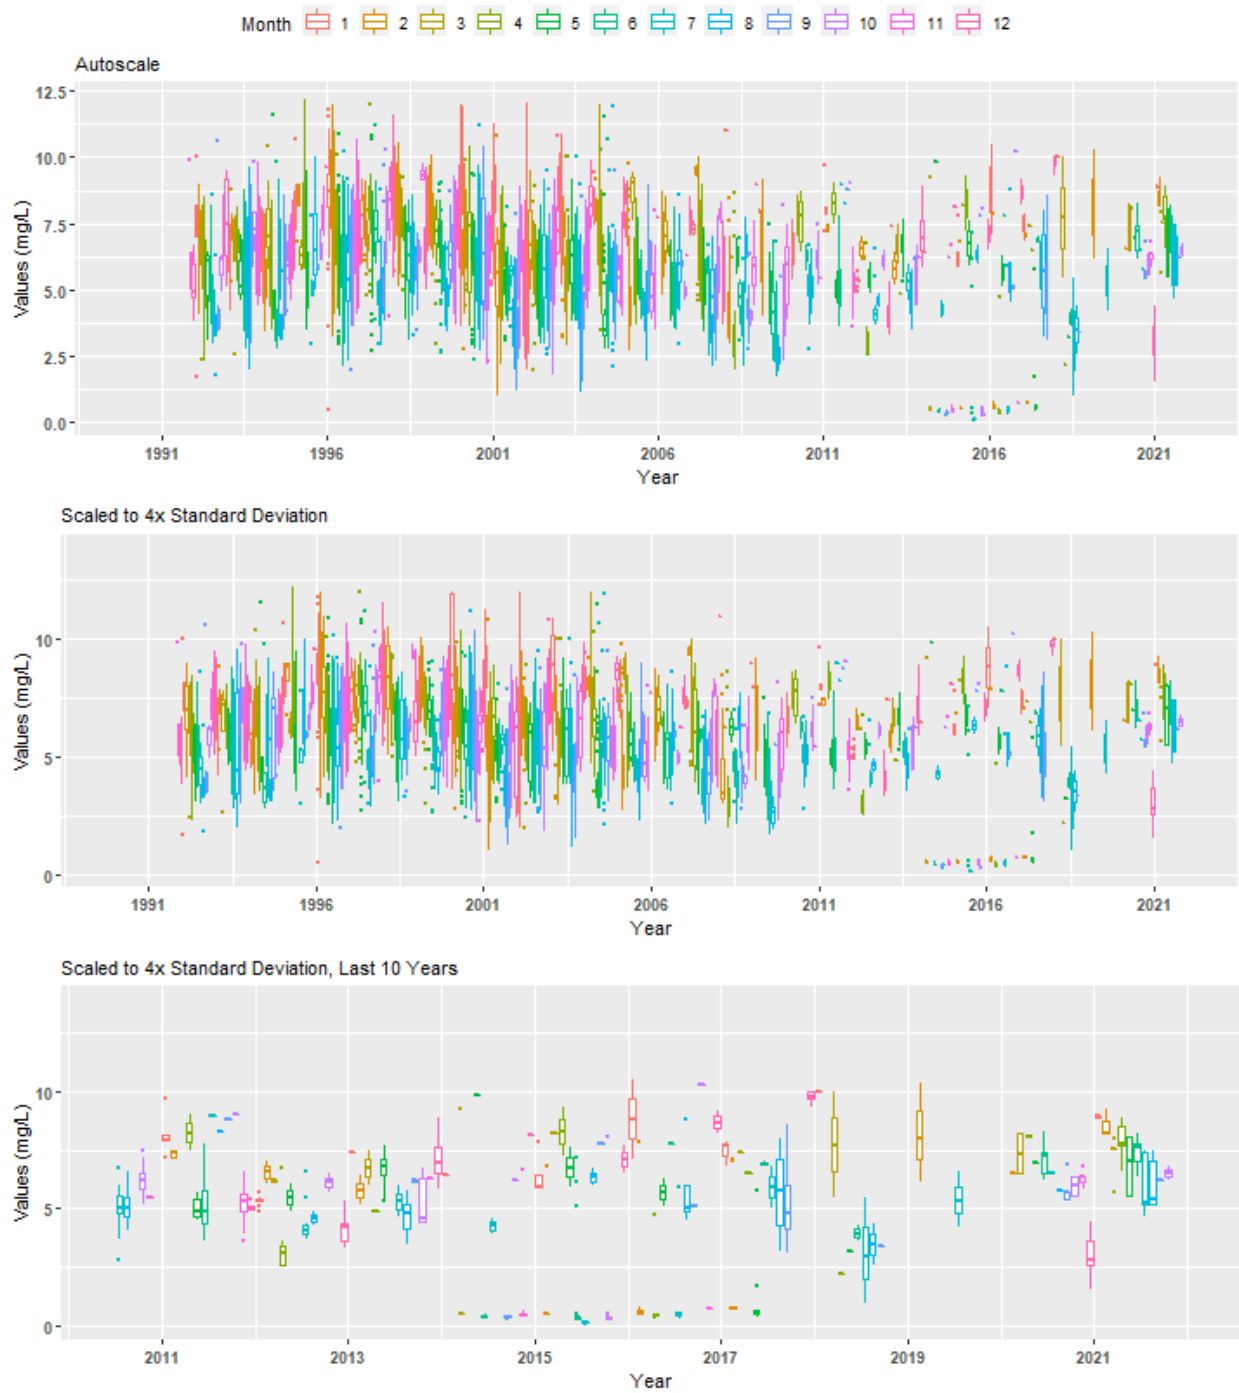 Month 1 2 3 4 5 6 7 8 9 10 11 12
Autoscale
12.5
10.0
7.5
5.0
2.5
0.0
Values (mg/L)
1991 1996 2001 2006 2011 2016 2021
Year
Scaled to 4x Standard Deviation
10
5
0
Values (mg/L)
1991 1996 2001 2006 2011 2016 2021
Year
Scaled to 4x Standard Deviation, Last 10 Years
10
5
0
Values (mg/L)
2011 2013 2015 2017 2019 2021
Year